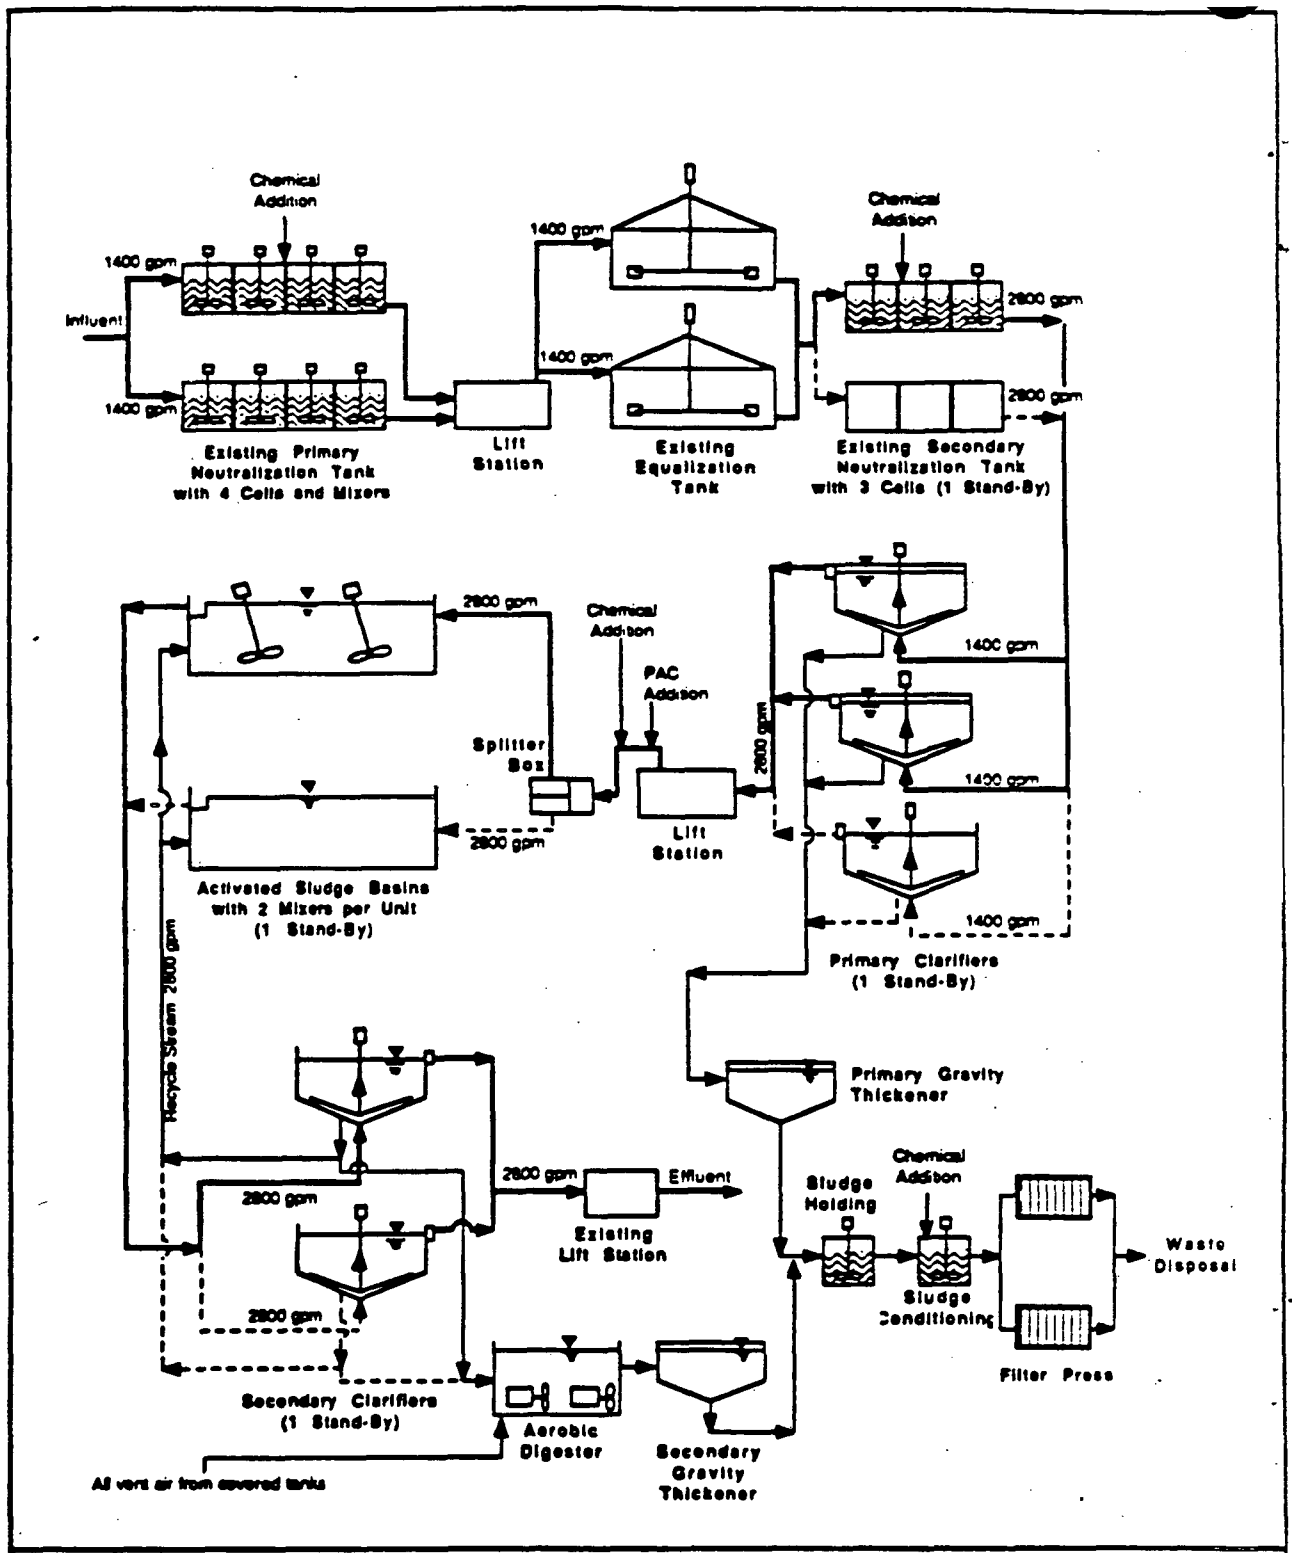 Chemical
Addition
1400 gpm
Influent
1400 gpm
Existing Primary
Neutralization Tank
with 4 Cells and Mixers
Lift
Station
1400 gpm
1400 gpm
Existing
Equalization
Tank
Chemical
Addition
2800 gpm
2800 gpm
Existing Secondary
Neutralization Tank
with 3 Cells (1 Stand-By)
2800 gpm
Chemical
Addition
PAC
Addition
Splitter
Box
2800 gpm
Lift
Station
2800 gpm
1400 gpm
1400 gpm
1400 gpm
Primary Clarifiers
(1 Stand-By)
Activated Sludge Basins
with 2 Mixers per Unit
(1 Stand-By)
Recycle Stream 2800 gpm
2800 gpm
2800 gpm
Secondary Clarifiers
(1 Stand-By)
2800 gpm
Effluent
Existing
Lift Station
Primary Gravity
Thickener
Sludge
Holding
Chemical
Addition
Sludge
Conditioning
Waste
Disposal
Filter Press
Aerobic
Digester
Secondary
Gravity
Thickener
All vent air from covered tanks